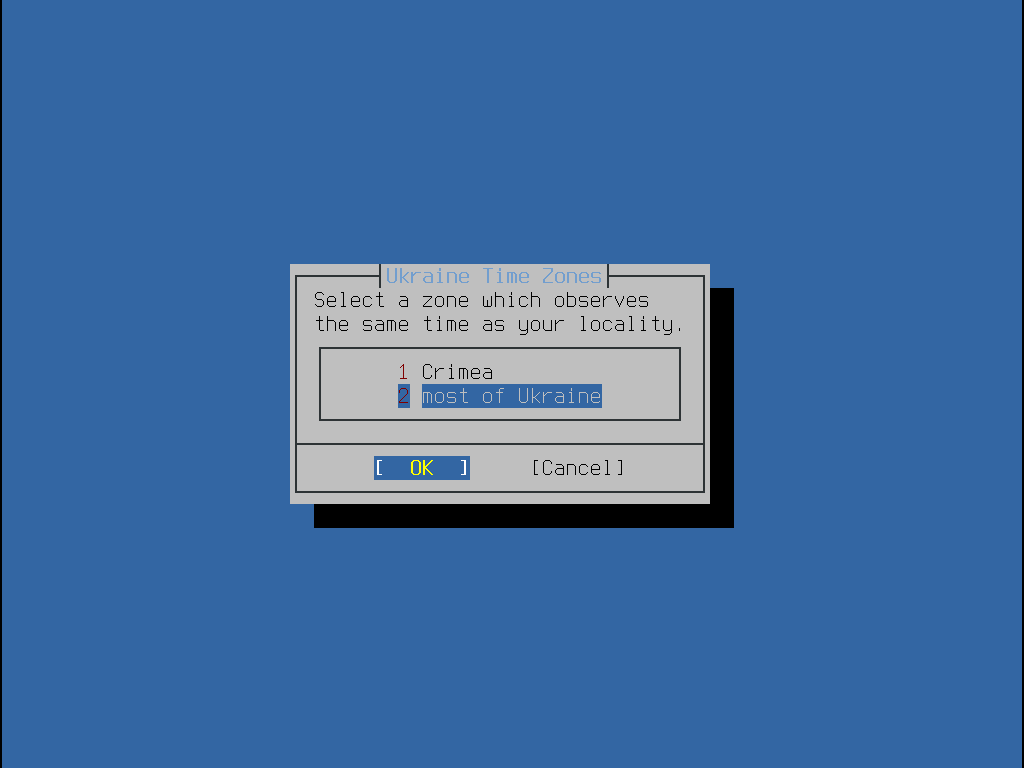 Ukraine Time Zones
Select a zone which observes
the same time as your locality.
1 Crimea
2 most of Ukraine
[  OK  ]     [Cancel]